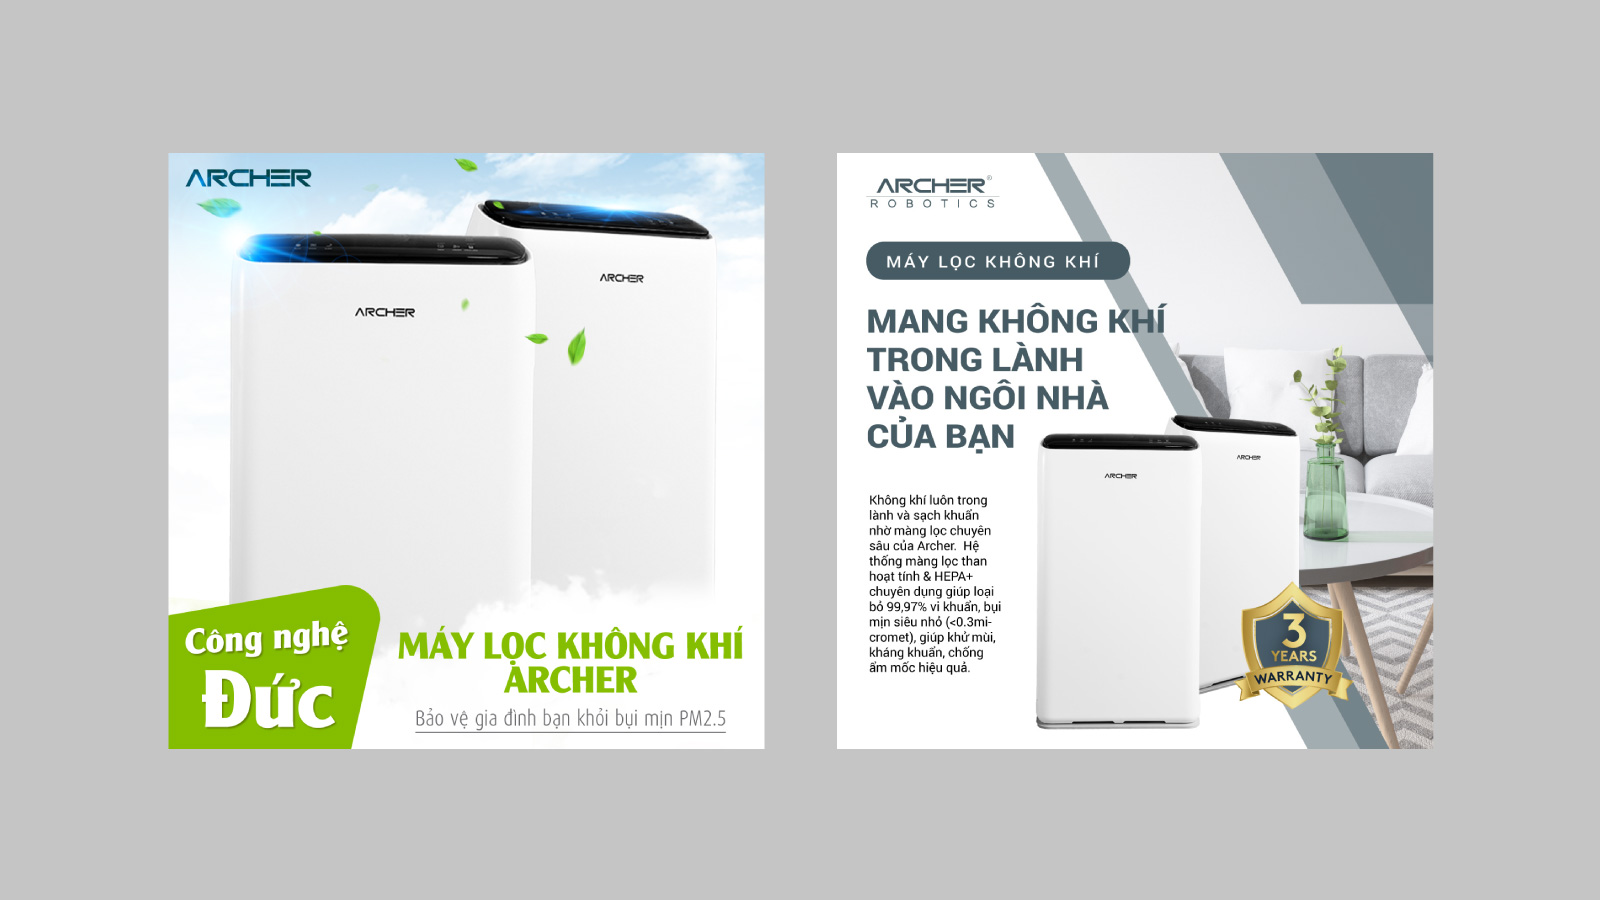 ARCHER
ARCHER
ARCHER
Công nghệ
Đức
MÁY LỌC KHÔNG KHÍ
ARCHER
Bảo vệ gia đình bạn khỏi bụi mịn PM2.5
ARCHER®
ROBOTICS
MÁY LỌC KHÔNG KHÍ
MANG KHÔNG KHÍ
TRONG LÀNH
VÀO NGÔI NHÀ
CỦA BẠN
Không khí luôn trong
lành và sạch khuẩn
nhờ màng lọc chuyên
sâu của Archer. Hệ
thống màng lọc than
hoạt tính & HEPA+
chuyên dụng giúp loại
bỏ 99,97% vi khuẩn, bụi
mịn siêu nhỏ (<0.3mi-
cromet), giúp khử mùi,
kháng khuẩn, chống
ẩm mốc hiệu quả.
ARCHER
ARCHER
3
YEARS
WARRANTY